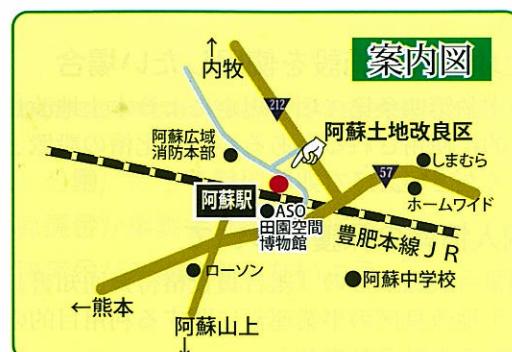 案内図
↑
内牧
212
阿蘇土地改良区
阿蘇広域
消防本部
しまむら
57
阿蘇駅
ホームワイド
ASO
田園空間
博物館
豊肥本線JR
ローソン
阿蘇中学校
←熊本
阿蘇山上
↓